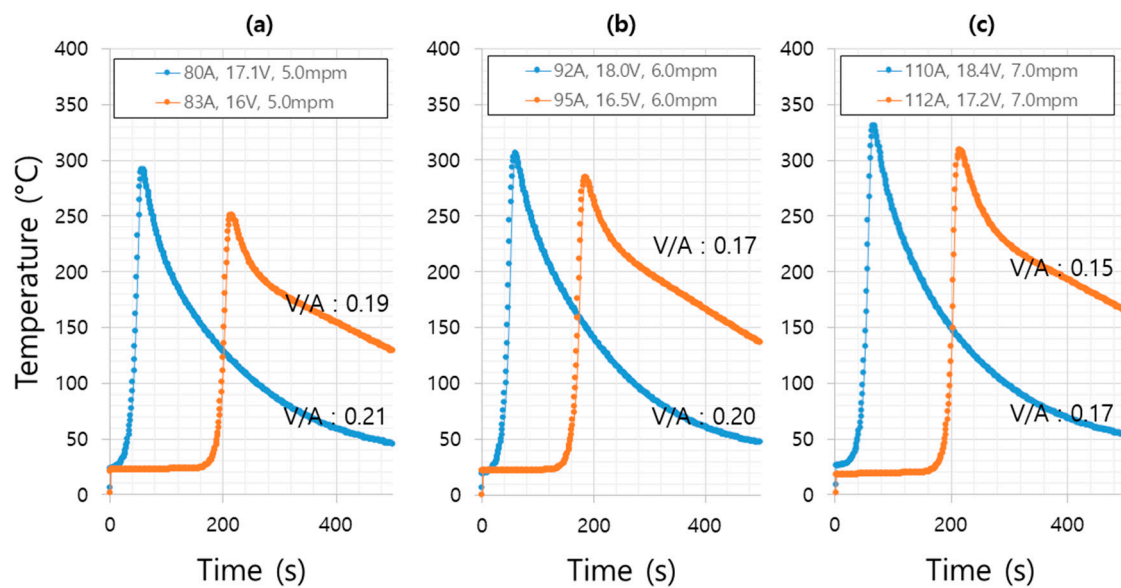 (a)
(b)
(c)
Temperature (°C)
400
350
300
250
200
150
100
50
0
80A, 17.1V, 5.0mpm
83A, 16V, 5.0mpm
V/A : 0.19
V/A : 0.21
0
200
400
Time (s)
400
350
300
250
200
150
100
50
0
92A, 18.0V, 6.0mpm
95A, 16.5V, 6.0mpm
V/A : 0.17
V/A : 0.20
0
200
400
Time (s)
400
350
300
250
200
150
100
50
0
110A, 18.4V, 7.0mpm
112A, 17.2V, 7.0mpm
V/A : 0.15
V/A : 0.17
0
200
400
Time (s)